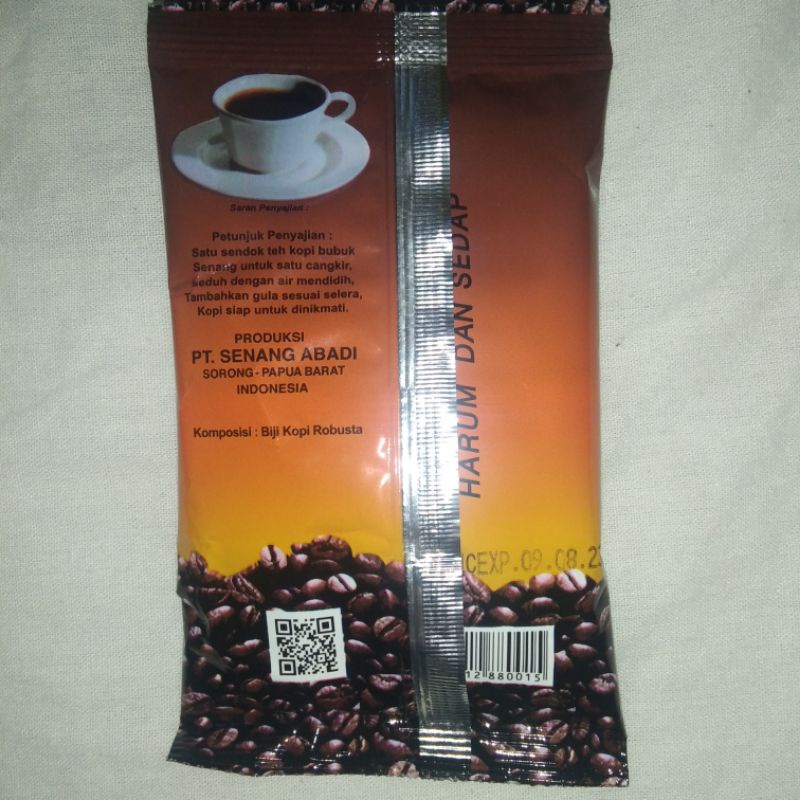 Saran Penyajian :
Petunjuk Penyajian :
Satu sendok teh kopi bubuk
Senang untuk satu cangkir,
seduh dengan air mendidih,
Tambahkan gula sesuai selera,
Kopi siap untuk dinikmati.
PRODUKSI
PT. SENANG ABADI
SORONG - PAPUA BARAT
INDONESIA
Komposisi : Biji Kopi Robusta
HARUM DAN SEDAP
EXP.09.08.2
12 880015